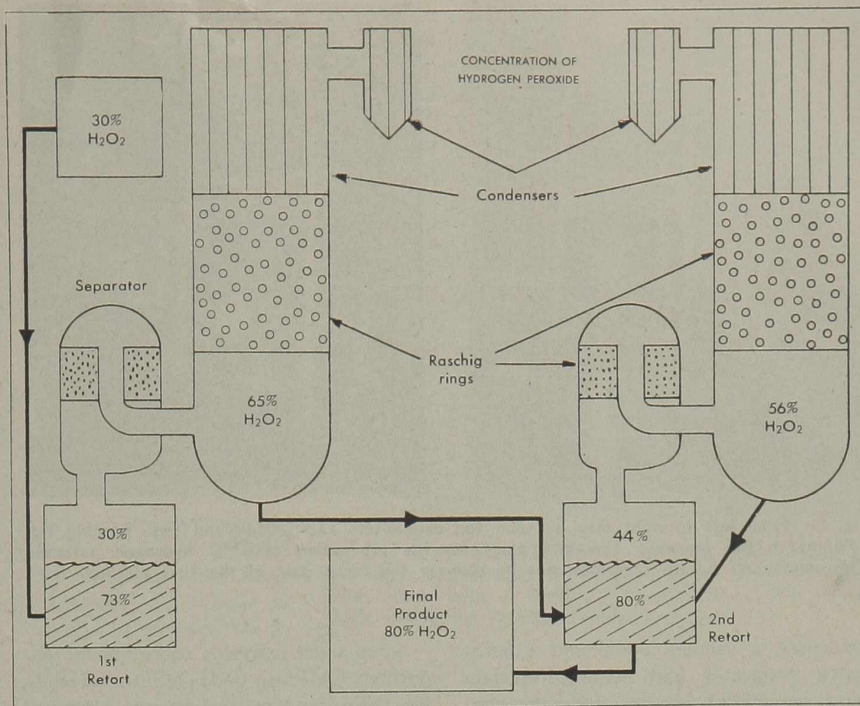 CONCENTRATION OF
HYDROGEN PEROXIDE
30%
H₂O₂
Condensers
Separator
Raschig
rings
65%
H₂O₂
56%
H₂O₂
30%
73%
1st
Retort
44%
80%
2nd
Retort
Final
Product
80% H₂O₂